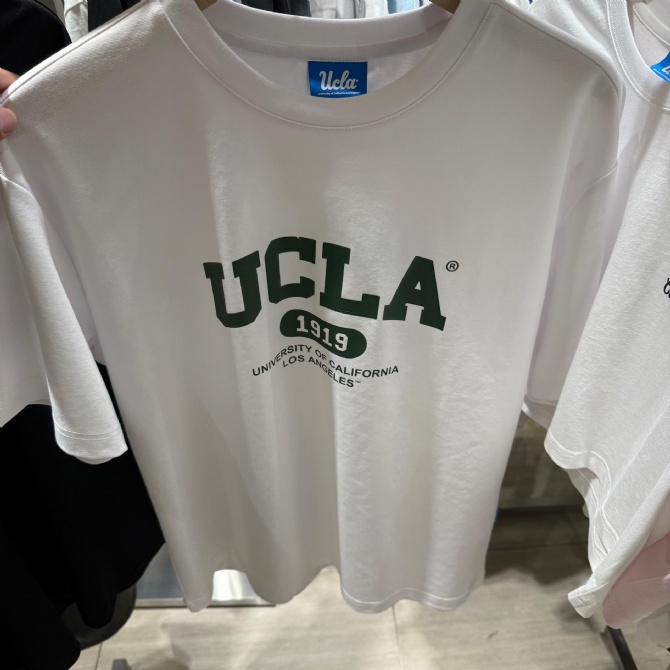 Ucla
UCLA®
1919
UNIVERSITY OF CALIFORNIA
LOS ANGELES™